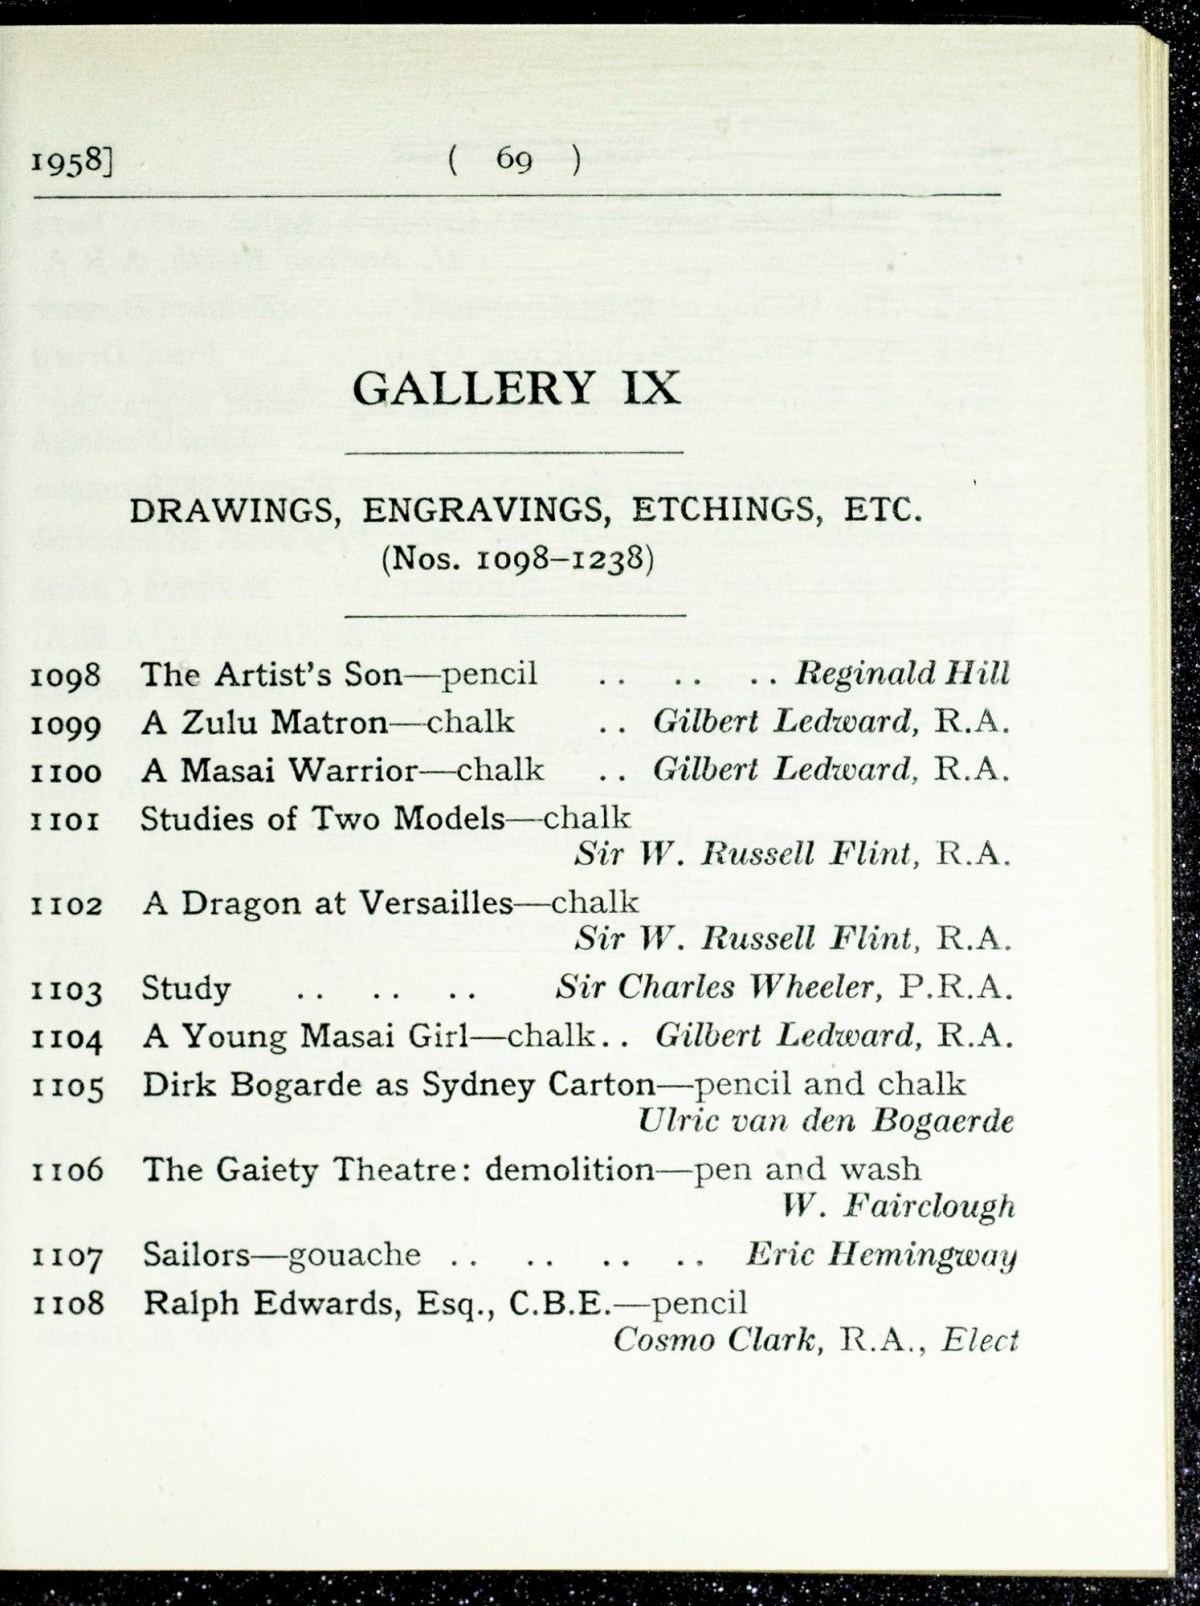 1958] ( 69 )
GALLERY IX
DRAWINGS, ENGRAVINGS, ETCHINGS, ETC.
(Nos. 1098–1238)
1098 The Artist's Son—pencil .. .. .. Reginald Hill
1099 A Zulu Matron—chalk .. Gilbert Ledward, R.A.
1100 A Masai Warrior—chalk .. Gilbert Ledward, R.A.
1101 Studies of Two Models—chalk
Sir W. Russell Flint, R.A.
1102 A Dragon at Versailles—chalk
Sir W. Russell Flint, R.A.
1103 Study .. .. .. Sir Charles Wheeler, P.R.A.
1104 A Young Masai Girl—chalk .. Gilbert Ledward, R.A.
1105 Dirk Bogarde as Sydney Carton—pencil and chalk
Ulric van den Bogaerde
1106 The Gaiety Theatre: demolition—pen and wash
W. Fairclough
1107 Sailors—gouache .. .. .. .. Eric Hemingway
1108 Ralph Edwards, Esq., C.B.E.—pencil
Cosmo Clark, R.A., Elect